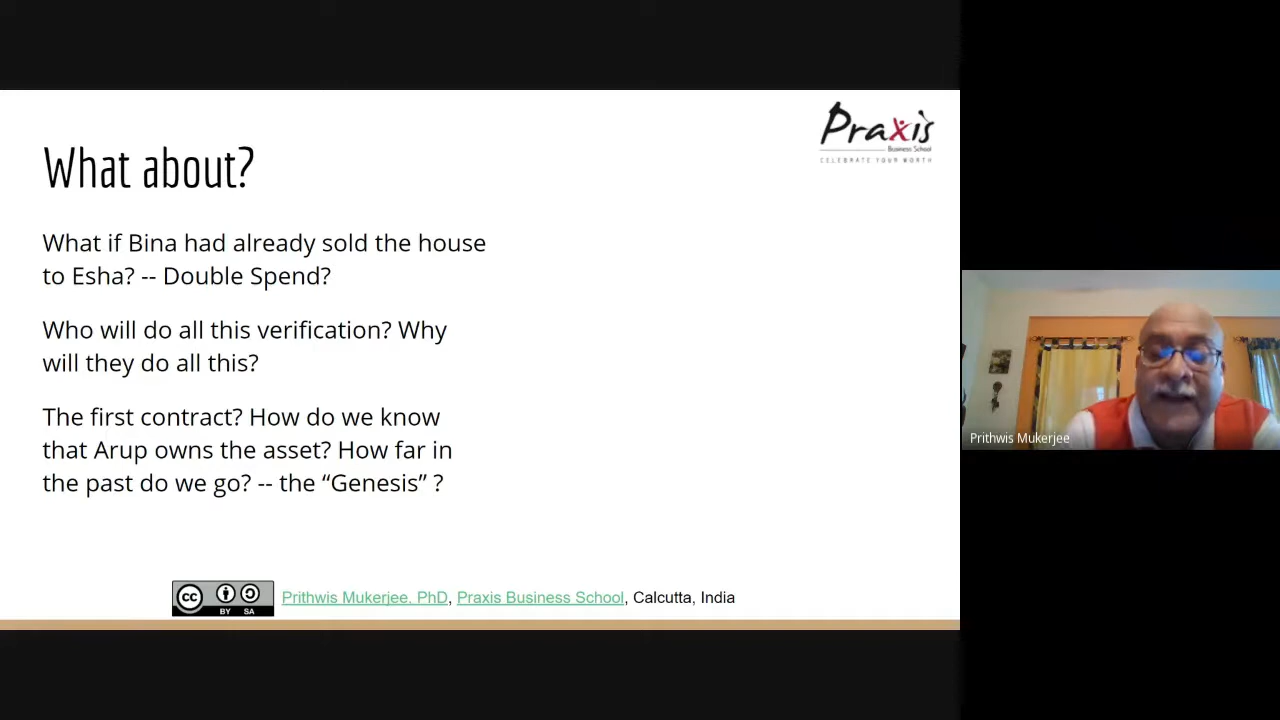 Praxis
Business School
CELEBRATE YOUR WORTH
What about?
What if Bina had already sold the house
to Esha? -- Double Spend?
Who will do all this verification? Why
will they do all this?
The first contract? How do we know
that Arup owns the asset? How far in
the past do we go? -- the “Genesis” ?
cc BY SA
Prithwis Mukerjee. PhD, Praxis Business School, Calcutta, India
Prithwis Mukerjee